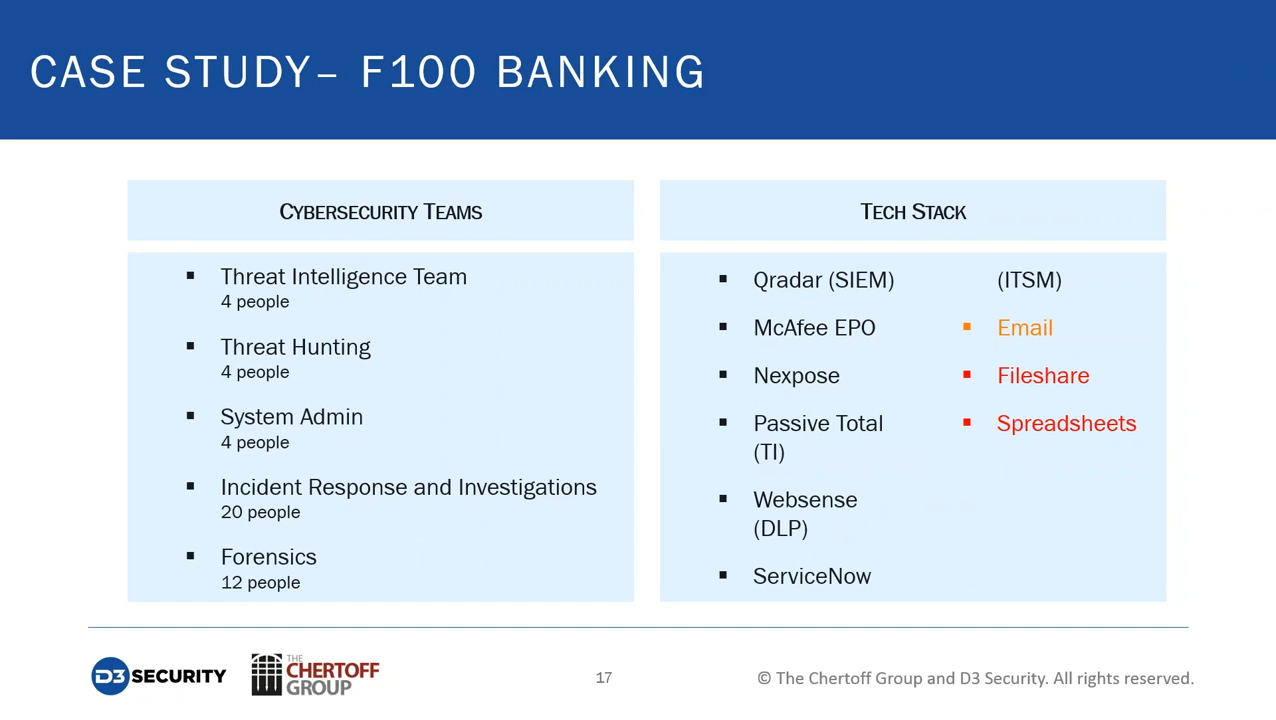 CASE STUDY– F100 BANKING
CYBERSECURITY TEAMS
Threat Intelligence Team
4 people
Threat Hunting
4 people
System Admin
4 people
Incident Response and Investigations
20 people
Forensics
12 people
TECH STACK
Qradar (SIEM)
McAfee EPO
Nexpose
Passive Total
(TI)
Websense
(DLP)
ServiceNow
(ITSM)
Email
Fileshare
Spreadsheets
D3 SECURITY
THE
CHERTOFF
GROUP
17
© The Chertoff Group and D3 Security. All rights reserved.